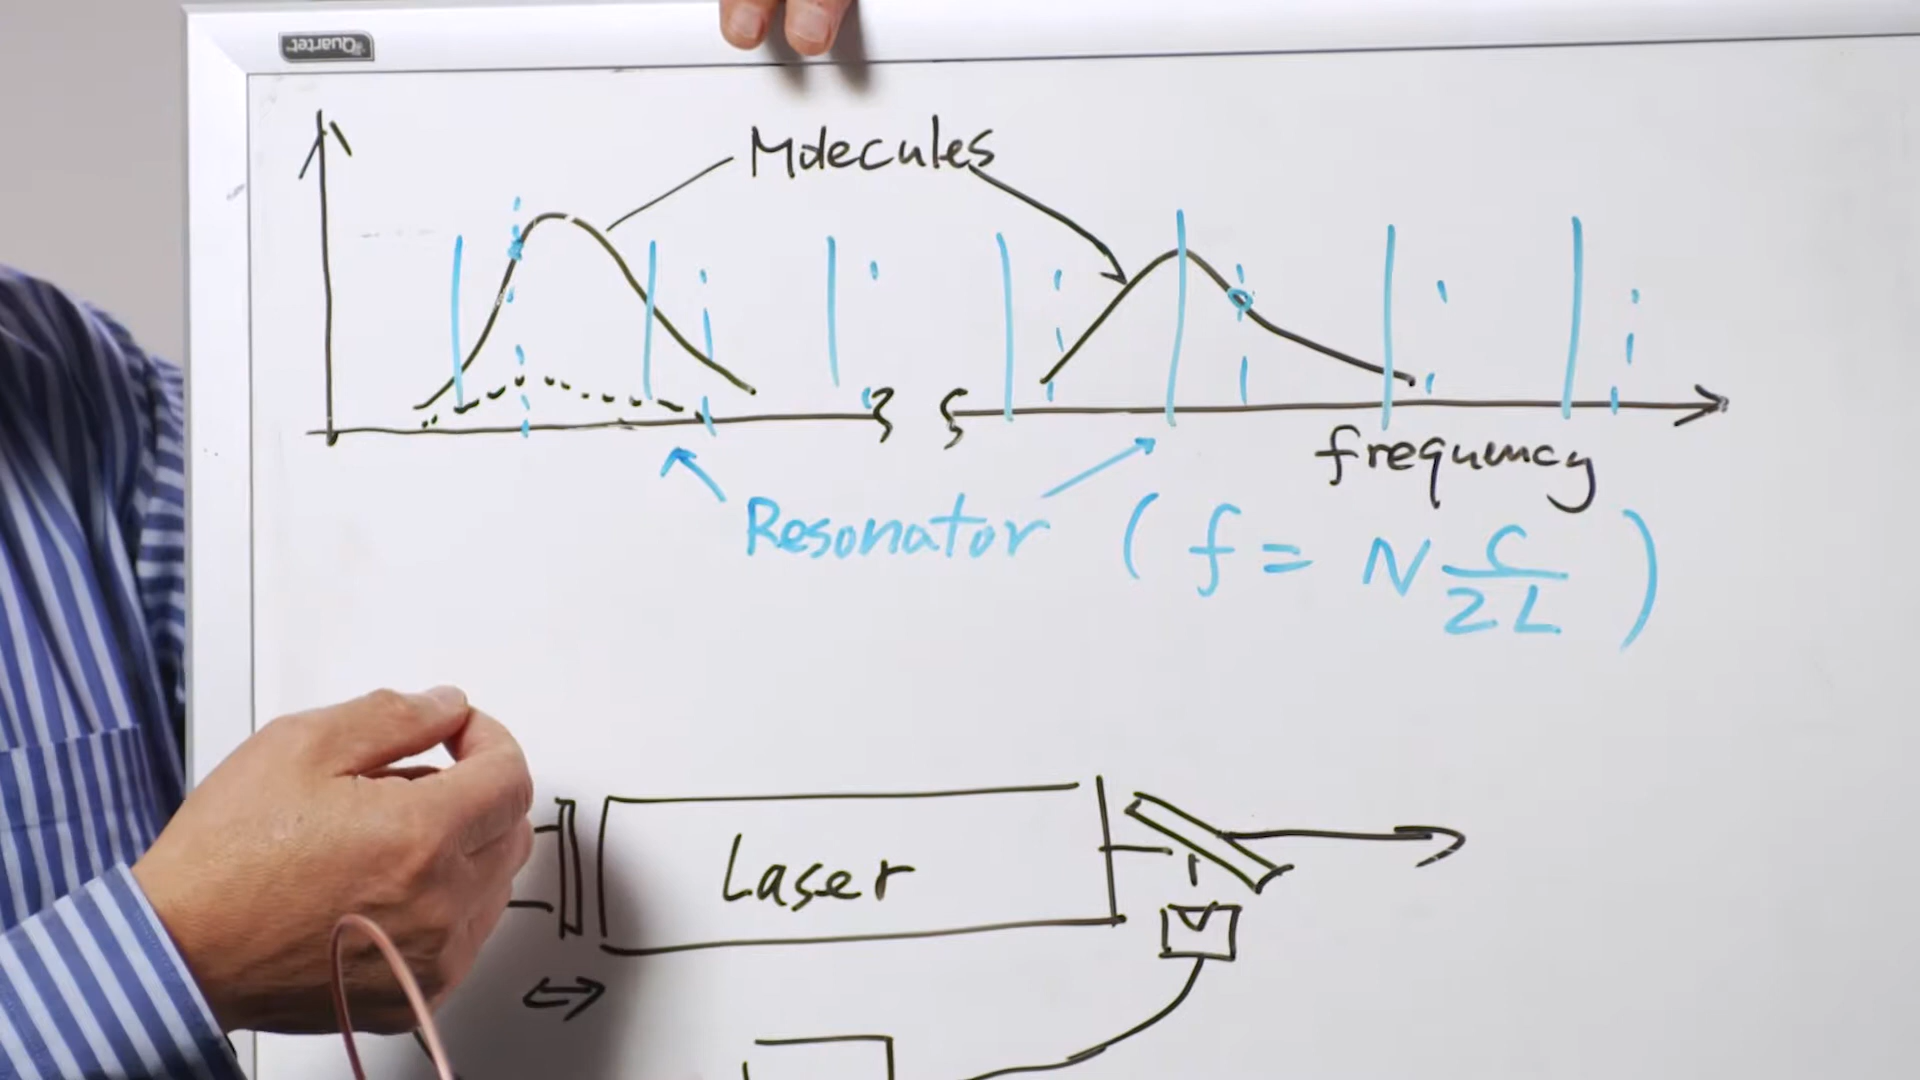 Quartet
Molecules
frequency
Resonator ( f = N c/2L )
Laser